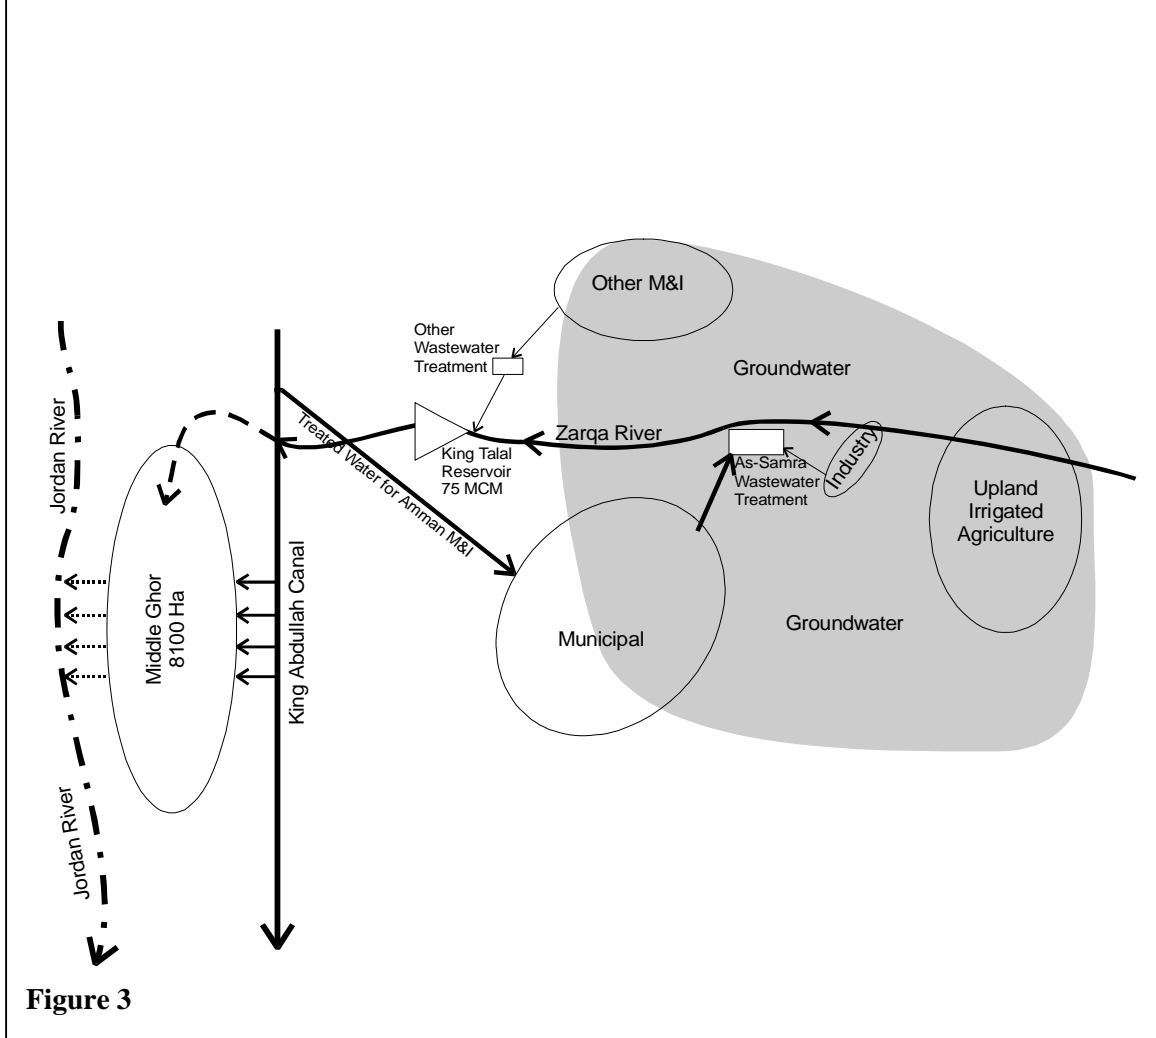 Other M&I
Other
Wastewater
Treatment
Groundwater
Jordan River
Treated Water for Amman M&I
Zarqa River
King Talal
Reservoir
75 MCM
As-Samra
Wastewater
Treatment
Industry
Upland
Irrigated
Agriculture
Middle Ghor
8100 Ha
King Abdullah Canal
Municipal
Groundwater
Jordan River
Figure 3